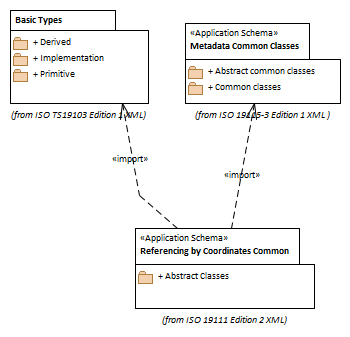 Basic Types
+ Derived
+ Implementation
+ Primitive
(from ISO TS19103 Edition 1 XML)
«Application Schema»
Metadata Common Classes
+ Abstract common classes
+ Common classes
(from ISO 19115-3 Edition 1 XML )
«import»
«import»
«Application Schema»
Referencing by Coordinates Common
+ Abstract Classes
(from ISO 19111 Edition 2 XML)